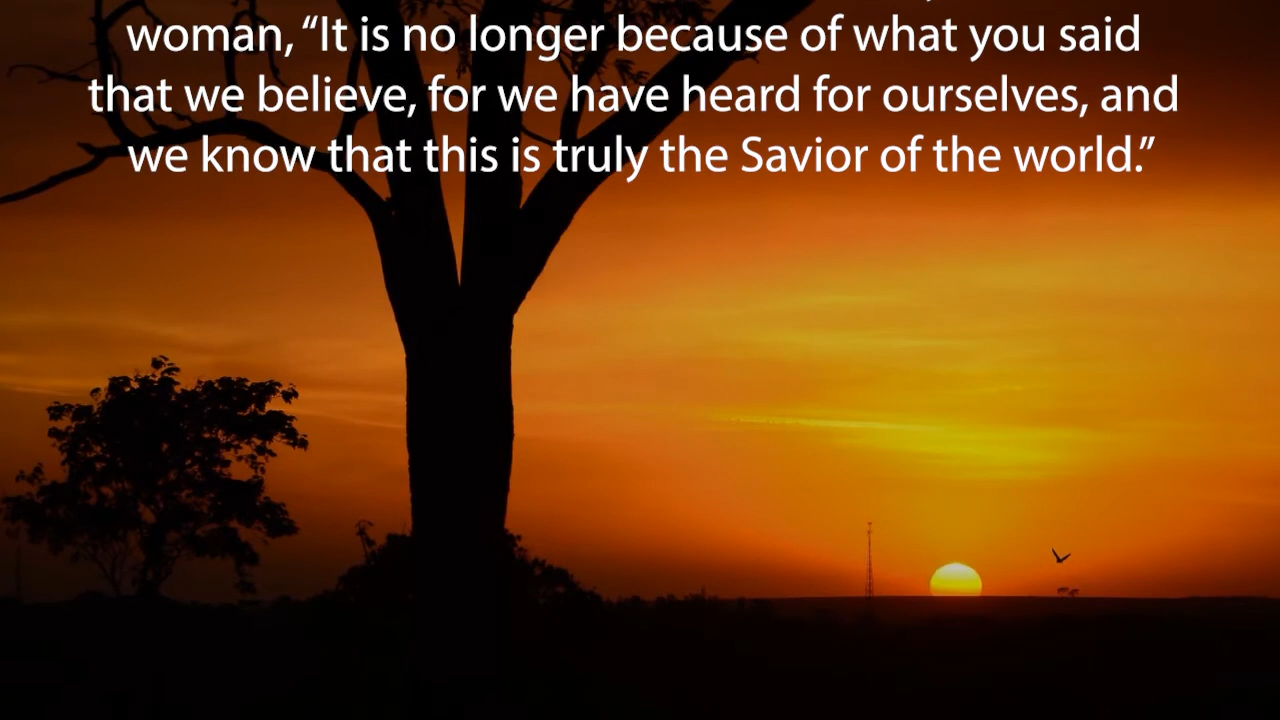 woman, “It is no longer because of what you said
that we believe, for we have heard for ourselves, and
we know that this is truly the Savior of the world.”